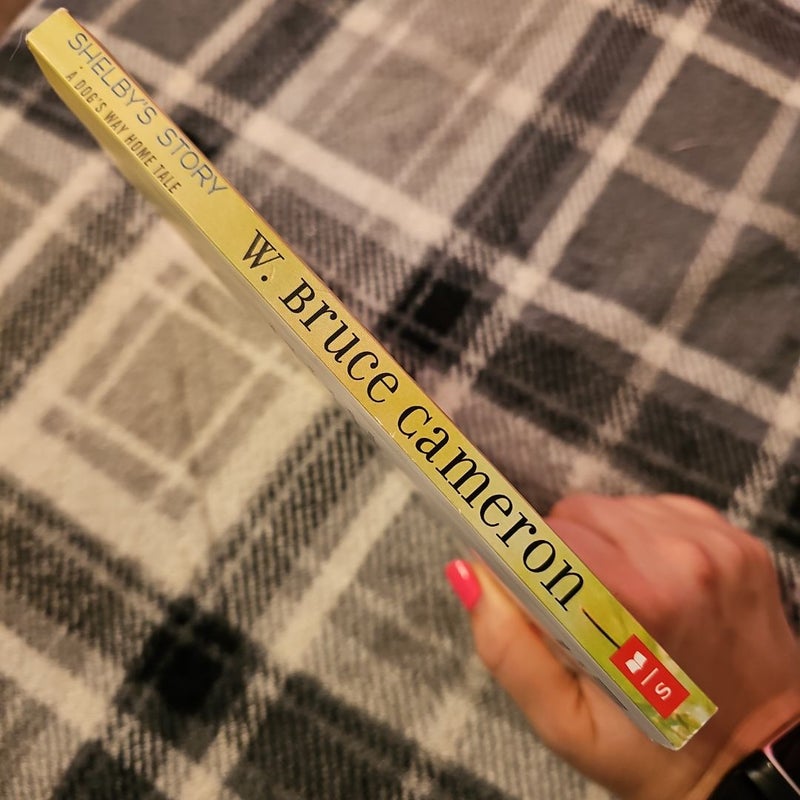 SHELBY'S STORY
A DOG'S WAY HOME TALE
W. Bruce Cameron
S